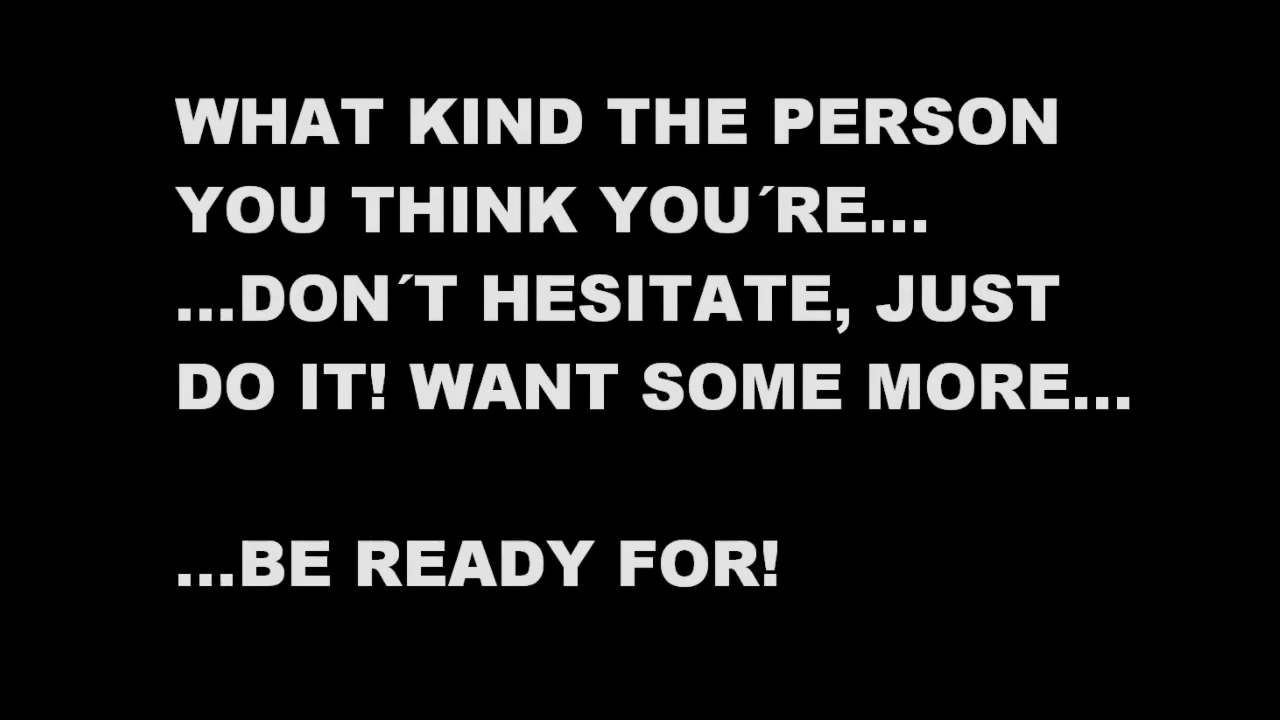 WHAT KIND THE PERSON
YOU THINK YOU´RE...
...DON´T HESITATE, JUST
DO IT! WANT SOME MORE...
...BE READY FOR!